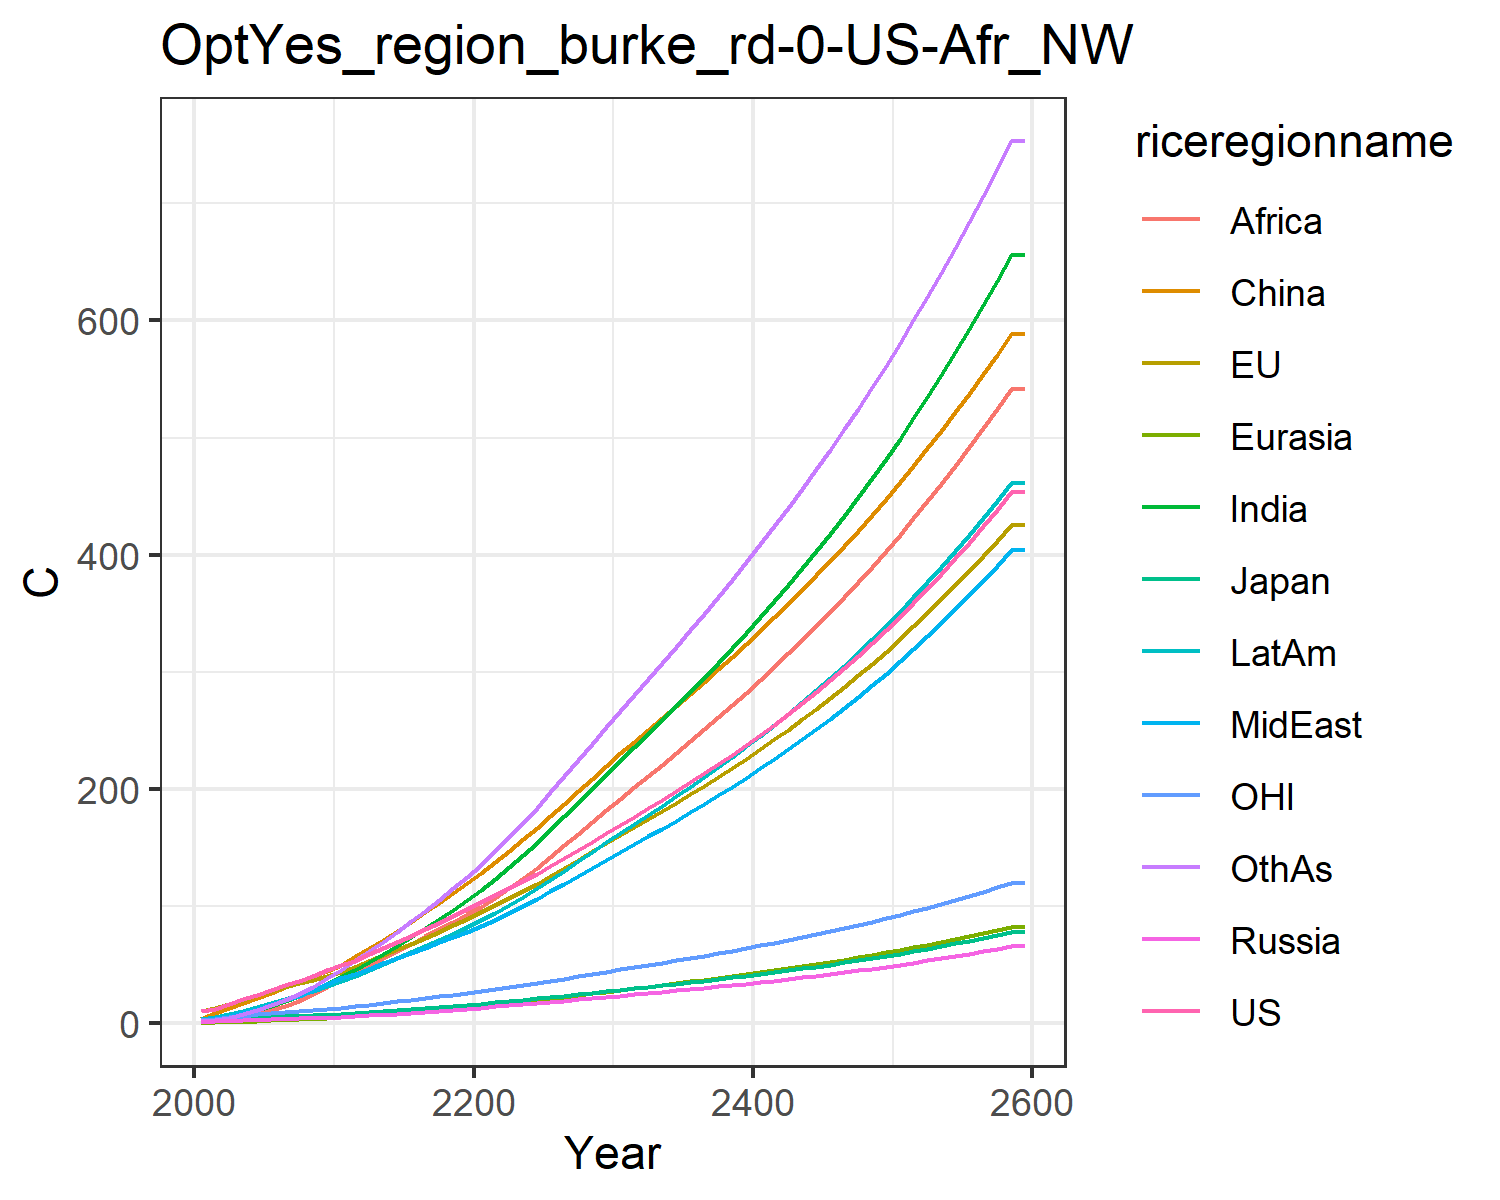 OptYes_region_burke_rd-0-US-Afr_NW
riceregionname
Africa
China
EU
Eurasia
India
Japan
LatAm
MidEast
OHI
OthAs
Russia
US
600
400
200
0
C
2000 2200 2400 2600
Year